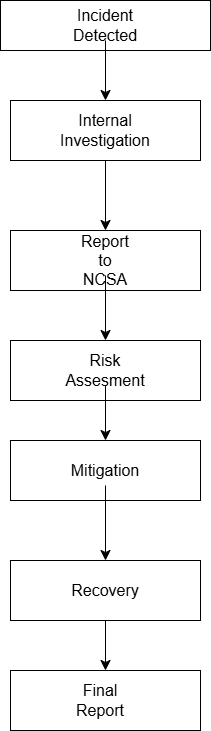 Incident
Detected
Internal
Investigation
Report
to
NCSA
Risk
Assesment
Mitigation
Recovery
Final
Report